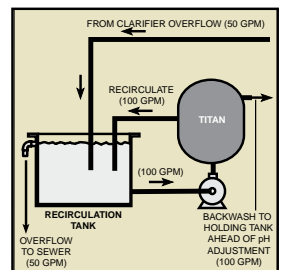 FROM CLARIFIER OVERFLOW (50 GPM)
RECIRCULATE
(100 GPM)
TITAN
(100 GPM)
RECIRCULATION
TANK
OVERFLOW
TO SEWER
(50 GPM)
BACKWASH TO
HOLDING TANK
AHEAD OF pH
ADJUSTMENT
(100 GPM)